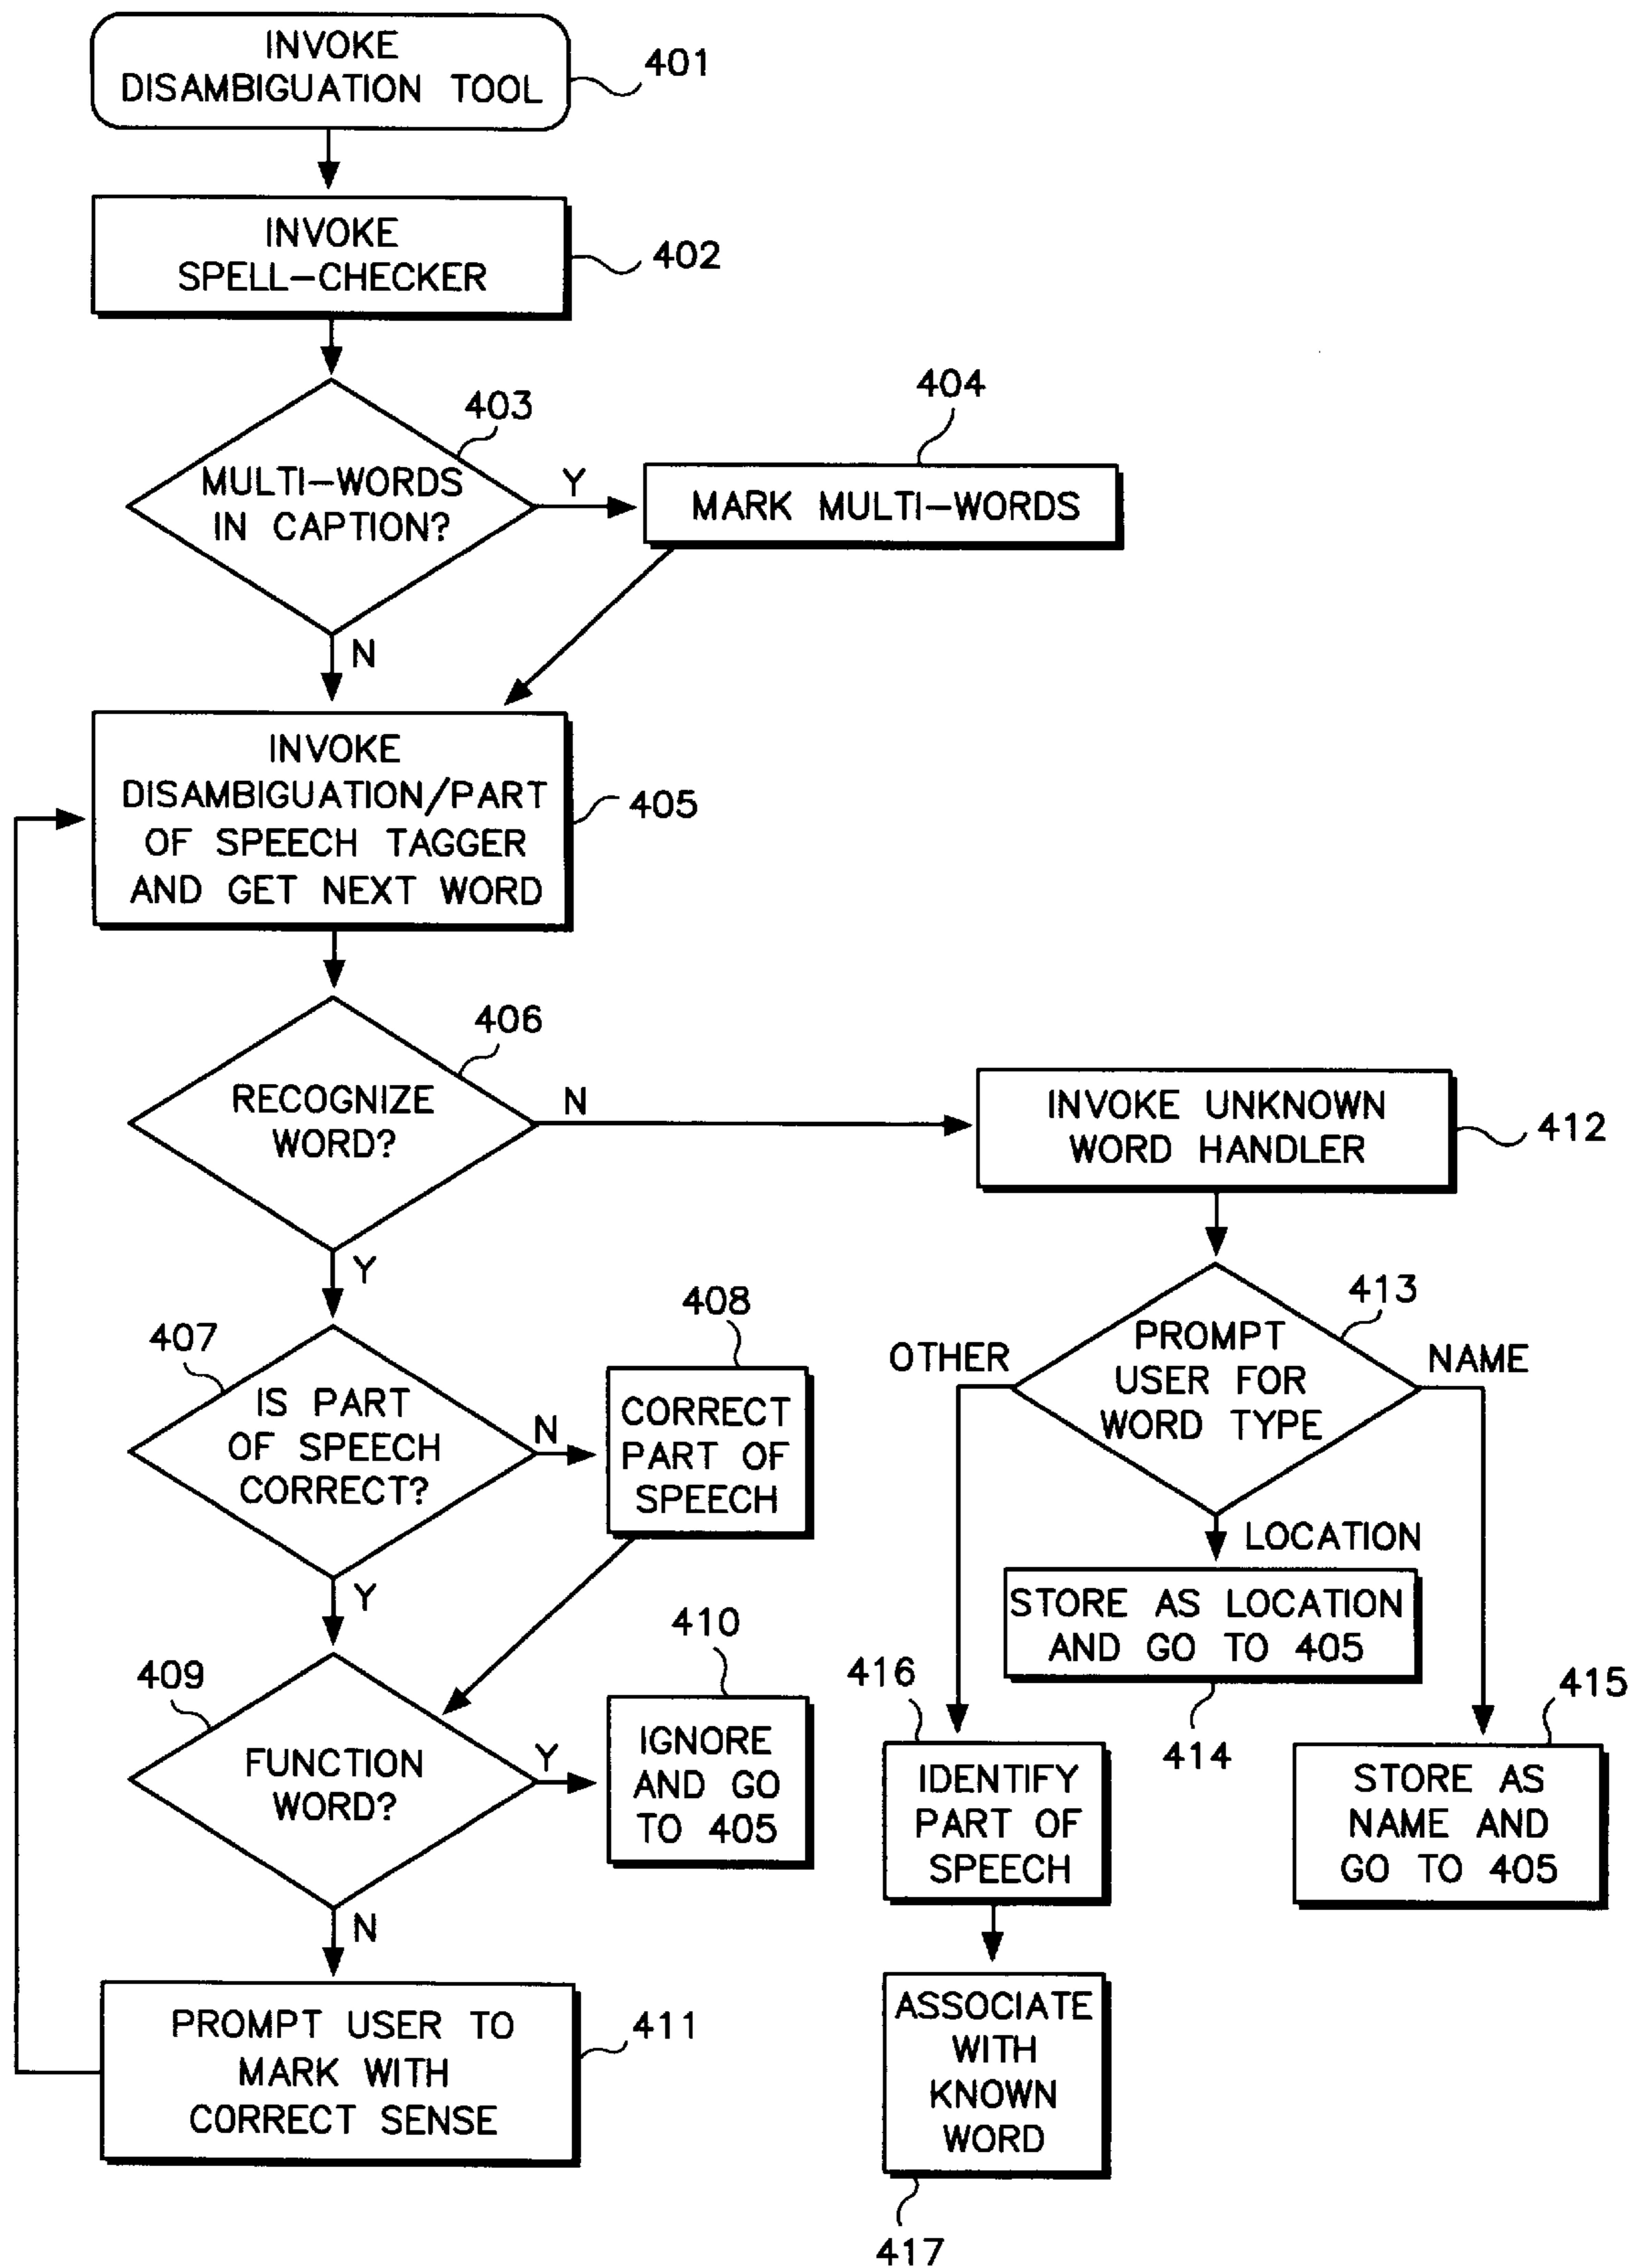 INVOKE
DISAMBIGUATION TOOL
401
INVOKE
SPELL-CHECKER
402
403
MULTI-WORDS
IN CAPTION?
Y
N
404
MARK MULTI-WORDS
INVOKE
DISAMBIGUATION/PART
OF SPEECH TAGGER
AND GET NEXT WORD
405
406
RECOGNIZE
WORD?
N
Y
INVOKE UNKNOWN
WORD HANDLER
412
407
IS PART
OF SPEECH
CORRECT?
N
Y
408
CORRECT
PART OF
SPEECH
413
PROMPT
USER FOR
WORD TYPE
OTHER
NAME
LOCATION
STORE AS LOCATION
AND GO TO 405
414
409
FUNCTION
WORD?
Y
N
410
IGNORE
AND GO
TO 405
416
IDENTIFY
PART OF
SPEECH
415
STORE AS
NAME AND
GO TO 405
PROMPT USER TO
MARK WITH
CORRECT SENSE
411
ASSOCIATE
WITH
KNOWN
WORD
417